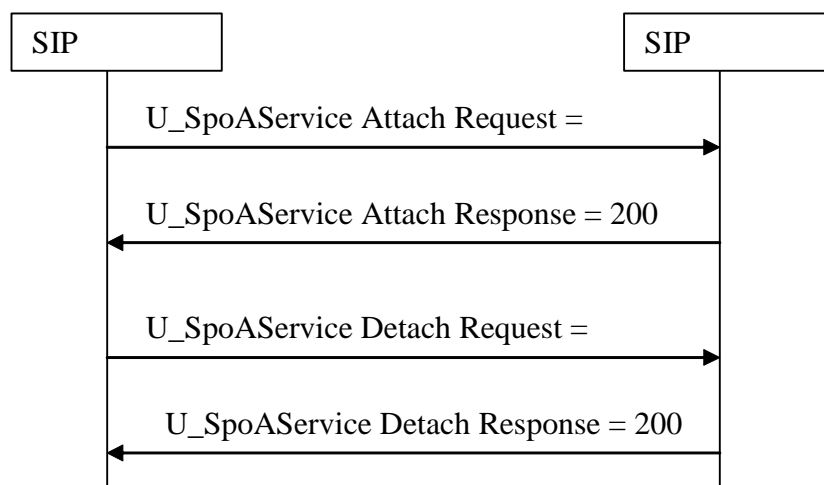 SIP
SIP
U_SpoAService Attach Request =
U_SpoAService Attach Response = 200
U_SpoAService Detach Request =
U_SpoAService Detach Response = 200